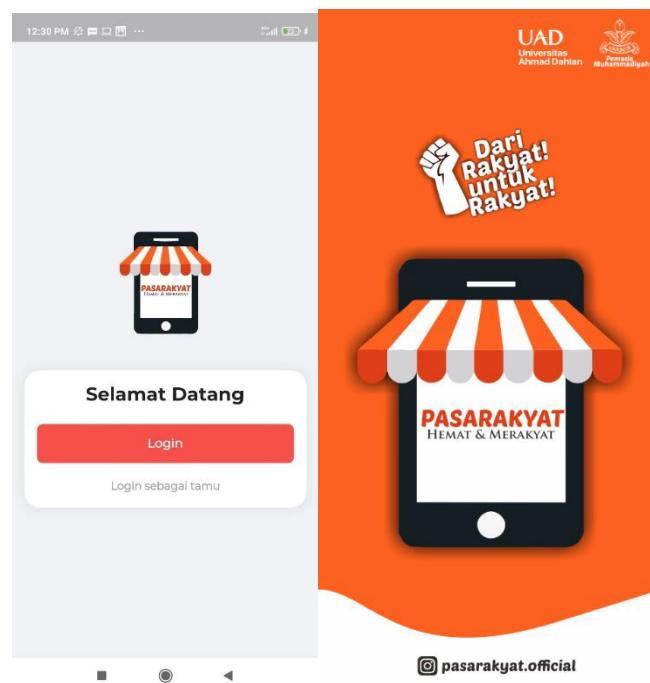 12:30 PM
PASARAKYAT
HEMAT & MERAKYAT
Selamat Datang
Login
Login sebagai tamu
UAD
Universitas
Ahmad Dahlan
Pemuda
Muhammadiyah
Dari
Rakyat!
untuk
Rakyat!
PASARAKYAT
HEMAT & MERAKYAT
pasarakyat.official